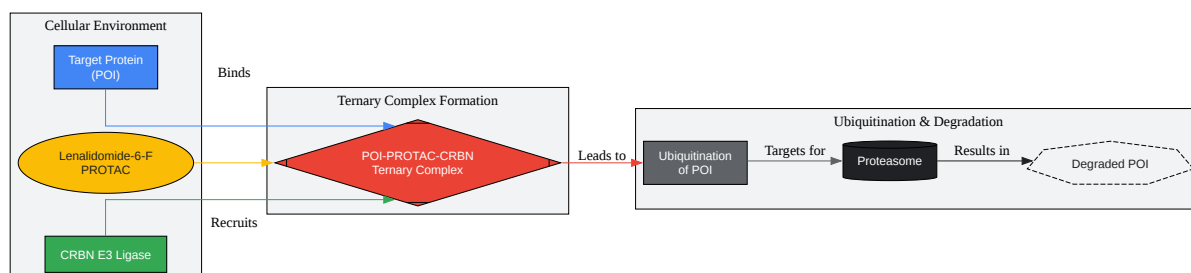 Cellular Environment
Target Protein
(POI)
Binds
Ternary Complex Formation
Ubiquitination & Degradation
Lenalidomide-6-F
PROTAC
POI-PROTAC-CRBN
Ternary Complex
Leads to
Ubiquitination
of POI
Targets for
Proteasome
Results in
Degraded POI
Recruits
CRBN E3 Ligase